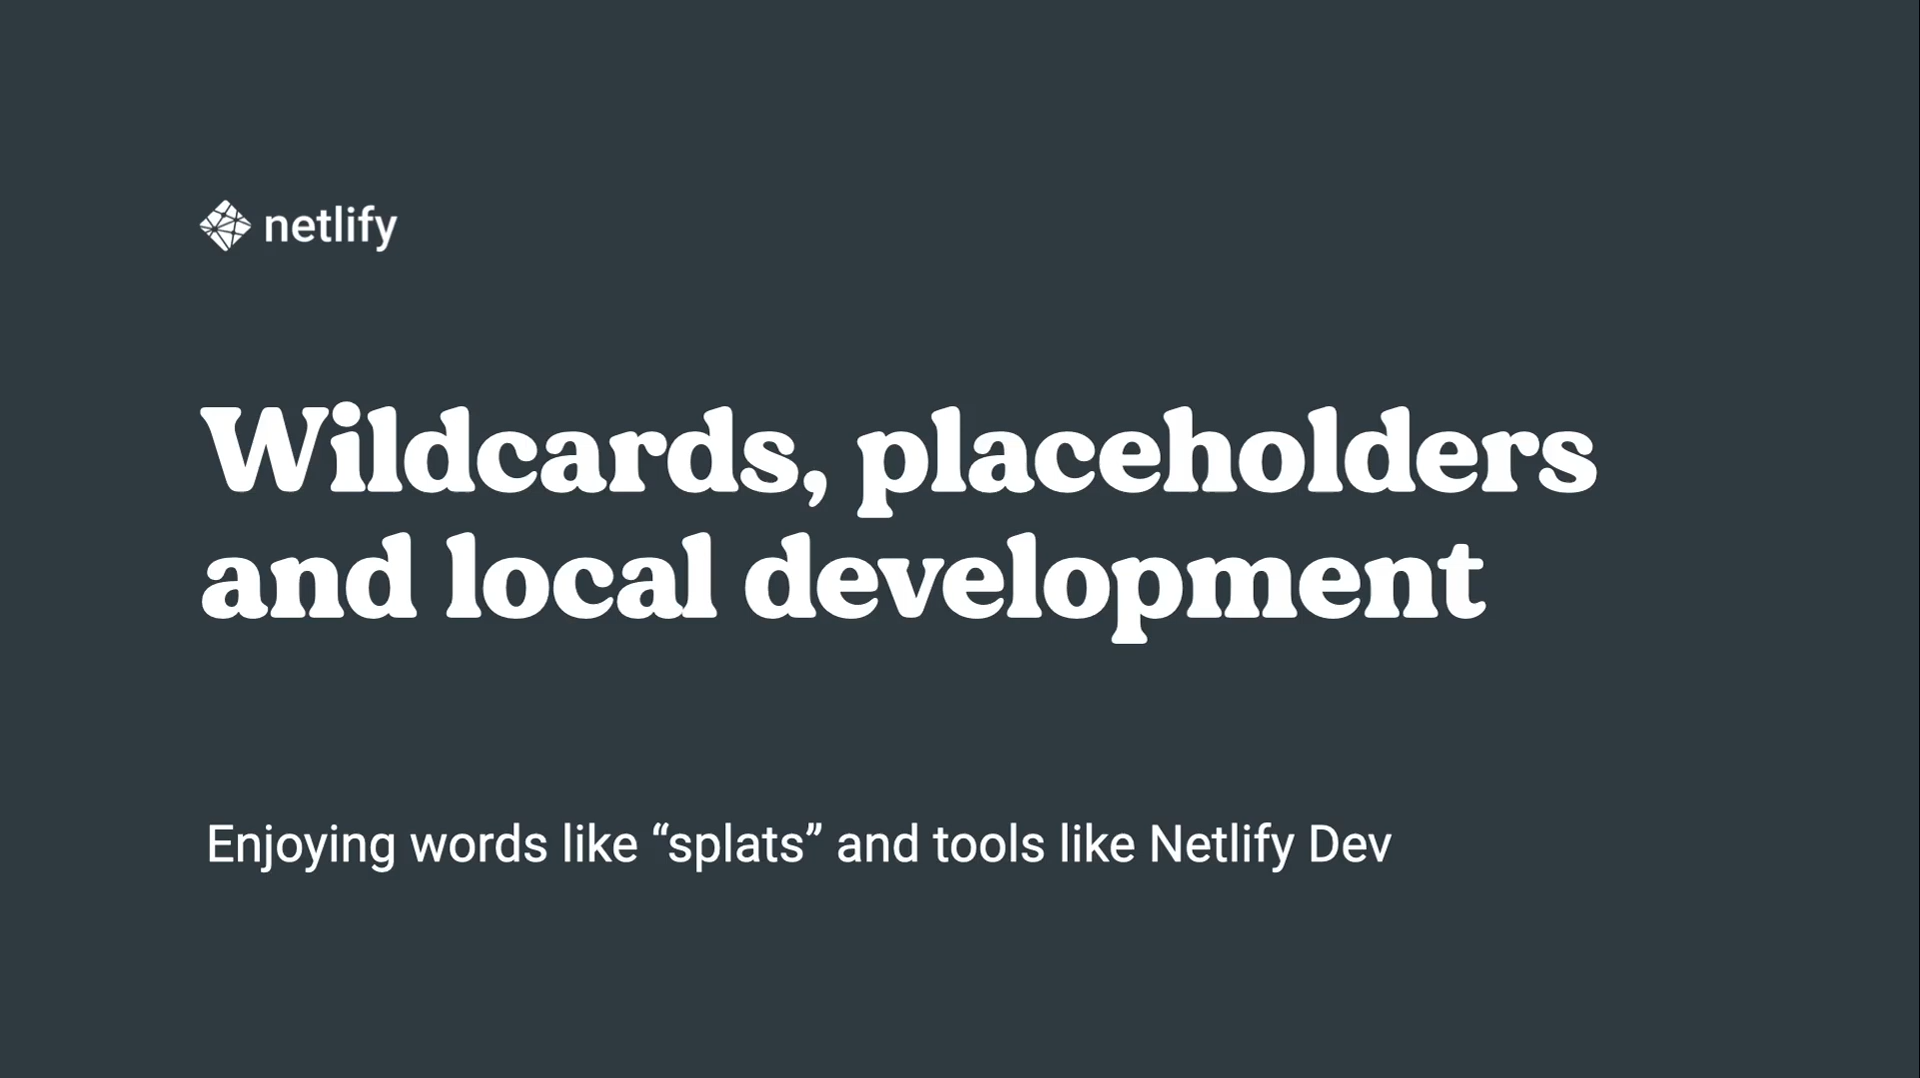 netlify
Wildcards, placeholders
and local development
Enjoying words like “splats” and tools like Netlify Dev